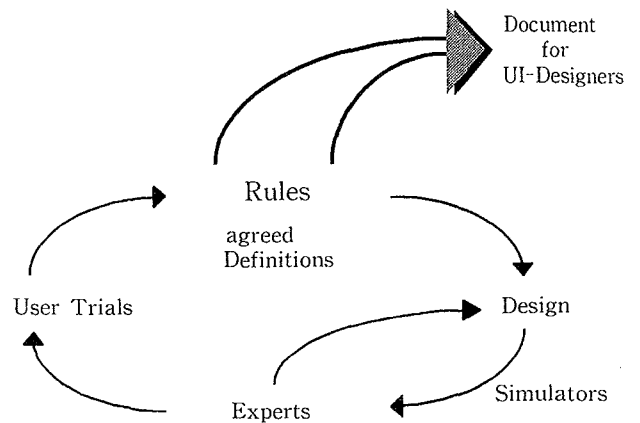 Document
for
UI-Designers
Rules
agreed
Definitions
User Trials
Design
Simulators
Experts